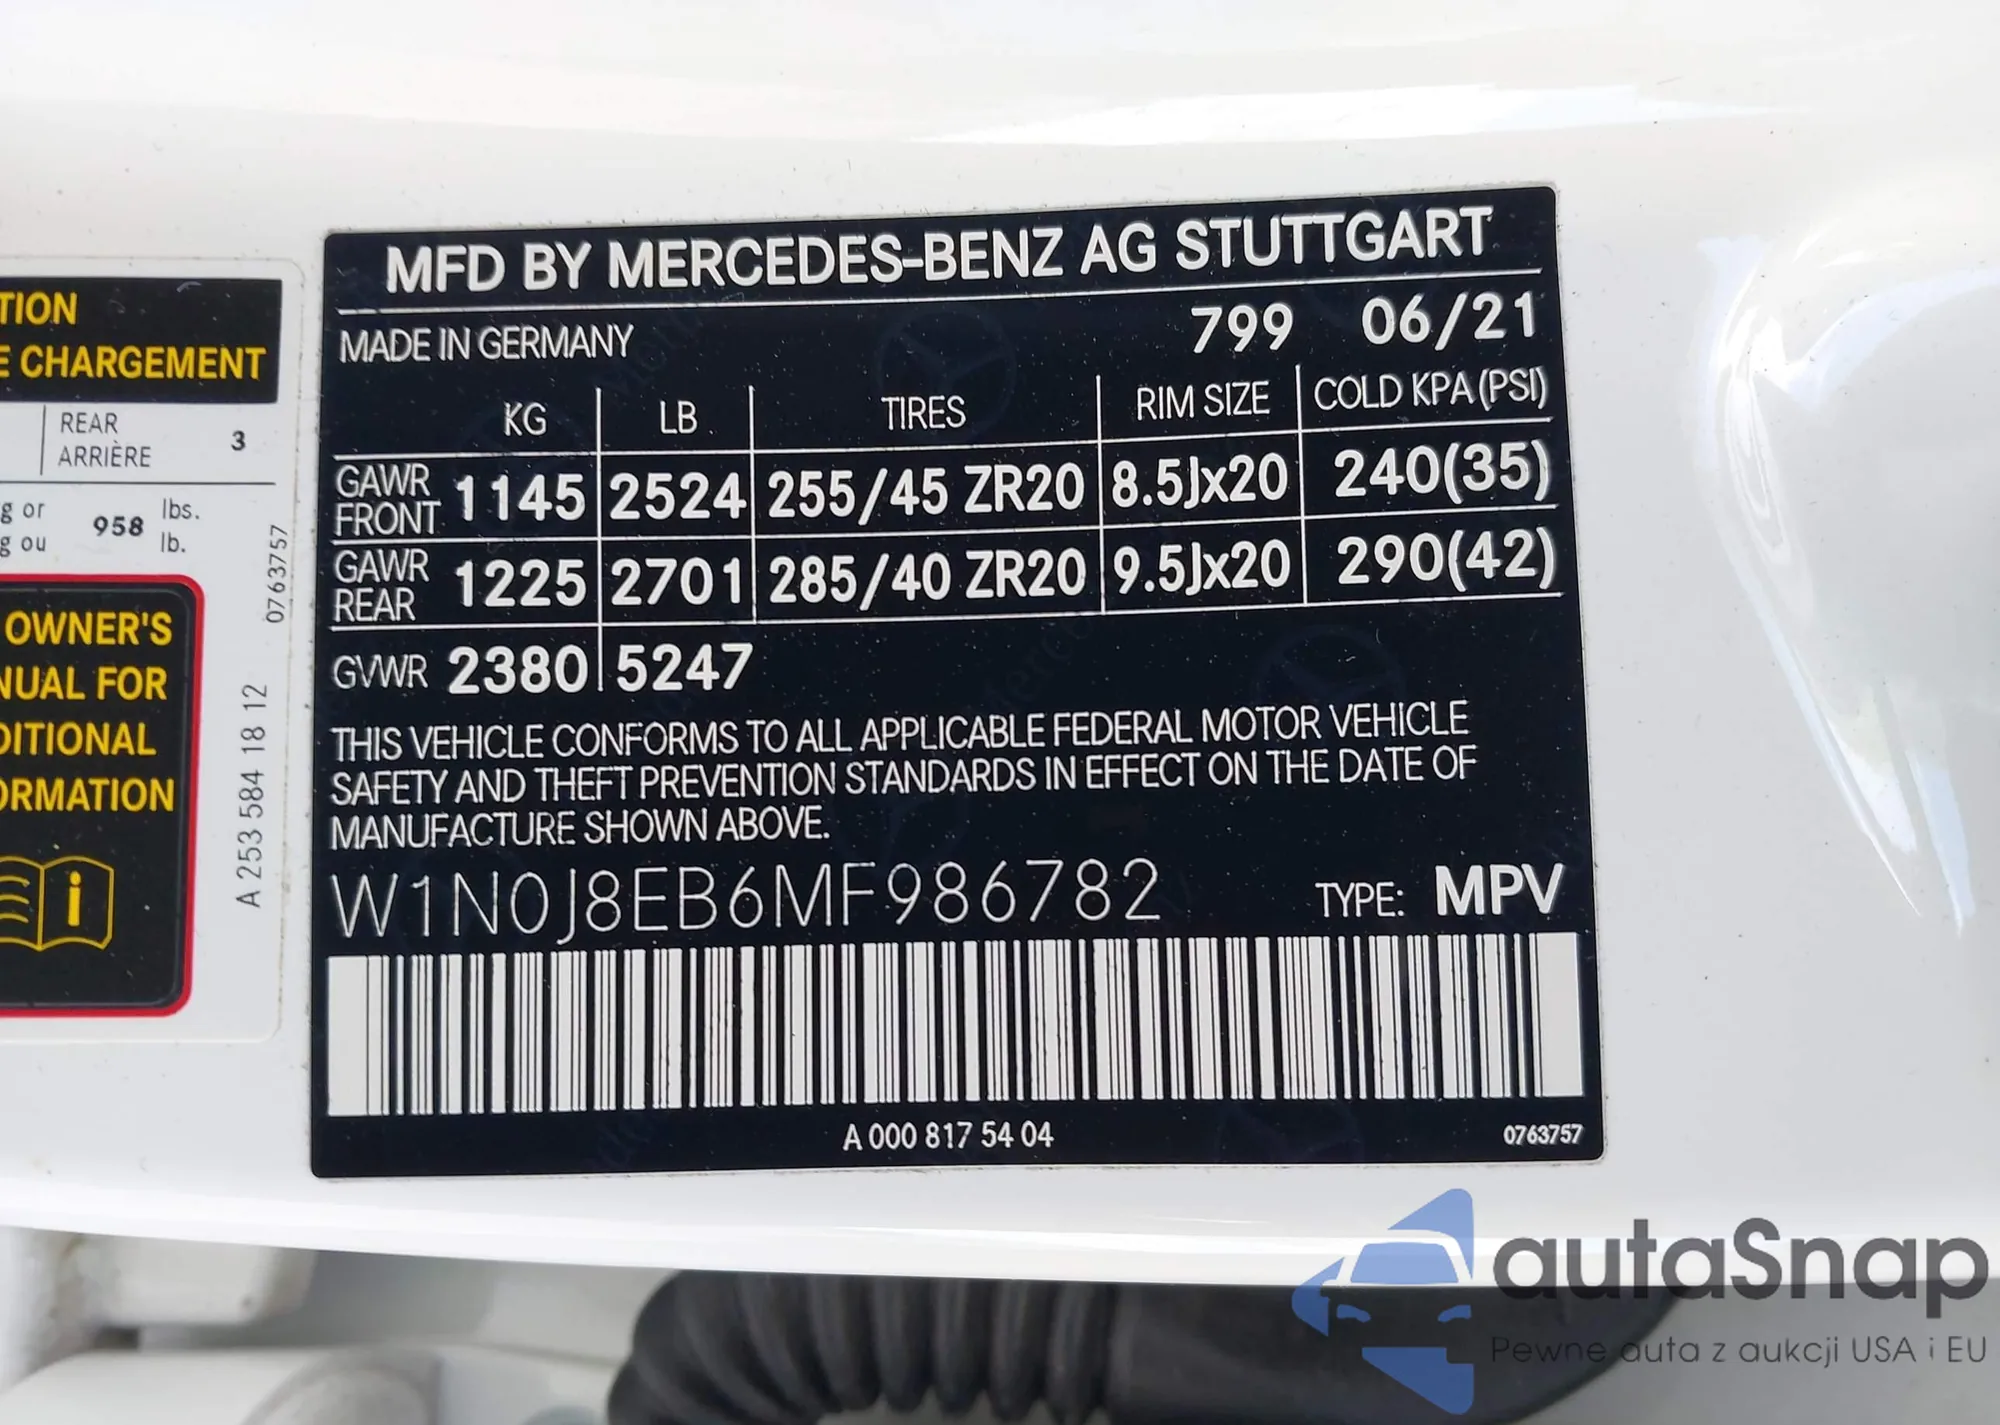 TION
E CHARGEMENT
REAR
ARRIÈRE 3
g or
g ou 958 lbs.
lb.
OWNER'S
NUAL FOR
DITIONAL
ORMATION
i
A 253 584 18 12
0763757
MFD BY MERCEDES-BENZ AG STUTTGART
MADE IN GERMANY 799 06/21
KG LB TIRES RIM SIZE COLD KPA(PSI)
GAWR FRONT 1145 2524 255/45 ZR20 8.5Jx20 240(35)
GAWR REAR 1225 2701 285/40 ZR20 9.5Jx20 290(42)
GVWR 2380 5247
THIS VEHICLE CONFORMS TO ALL APPLICABLE FEDERAL MOTOR VEHICLE
SAFETY AND THEFT PREVENTION STANDARDS IN EFFECT ON THE DATE OF
MANUFACTURE SHOWN ABOVE.
W1N0J8EB6MF986782 TYPE: MPV
A 000 817 54 04 0763757
autaSnap
Pewne auta z aukcji USA i EU